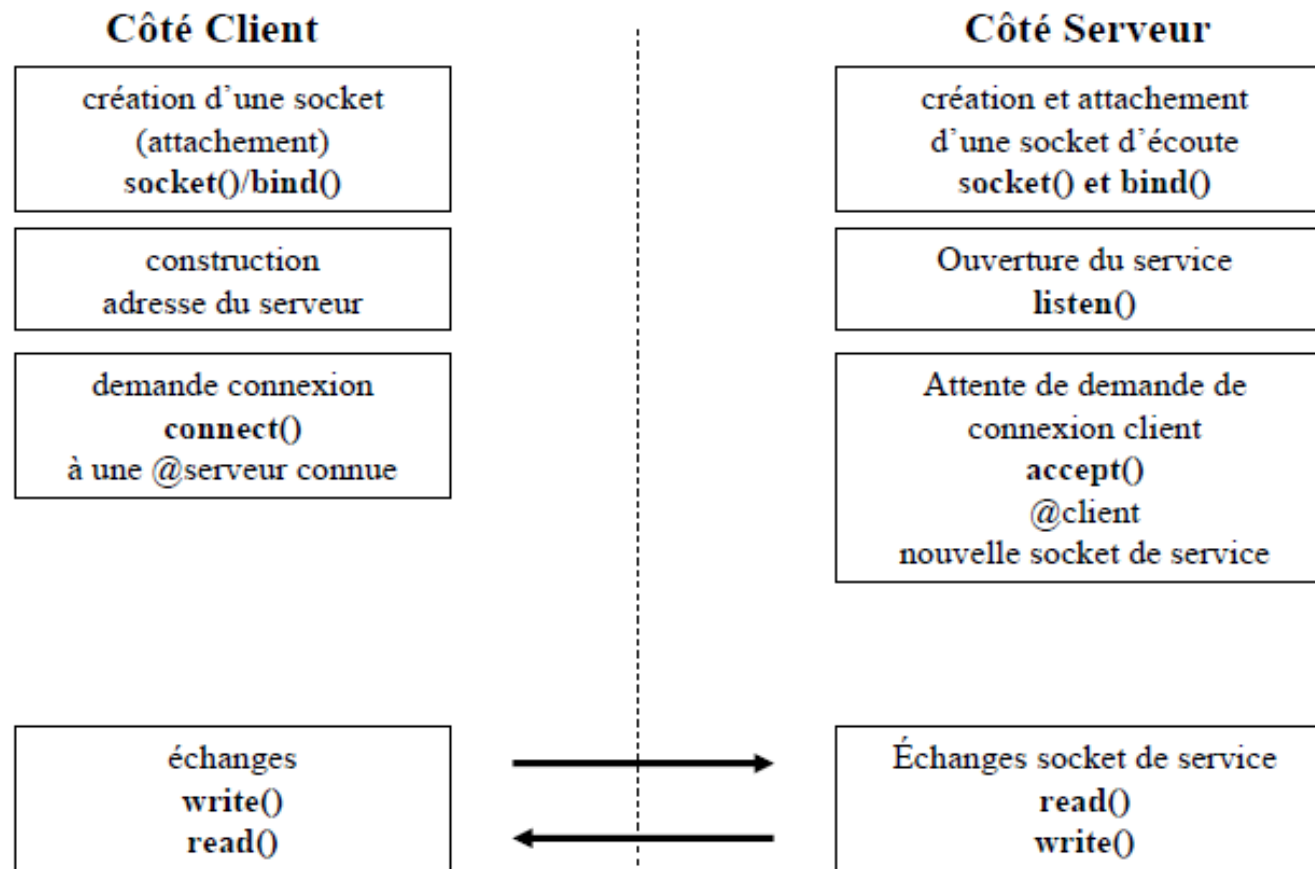 Côté Client
création d'une socket
(attachement)
socket()/bind()
construction
adresse du serveur
demande connexion
connect()
à une @serveur connue
échanges
write()
read()
Côté Serveur
création et attachement
d'une socket d'écoute
socket() et bind()
Ouverture du service
listen()
Attente de demande de
connexion client
accept()
@client
nouvelle socket de service
Échanges socket de service
read()
write()